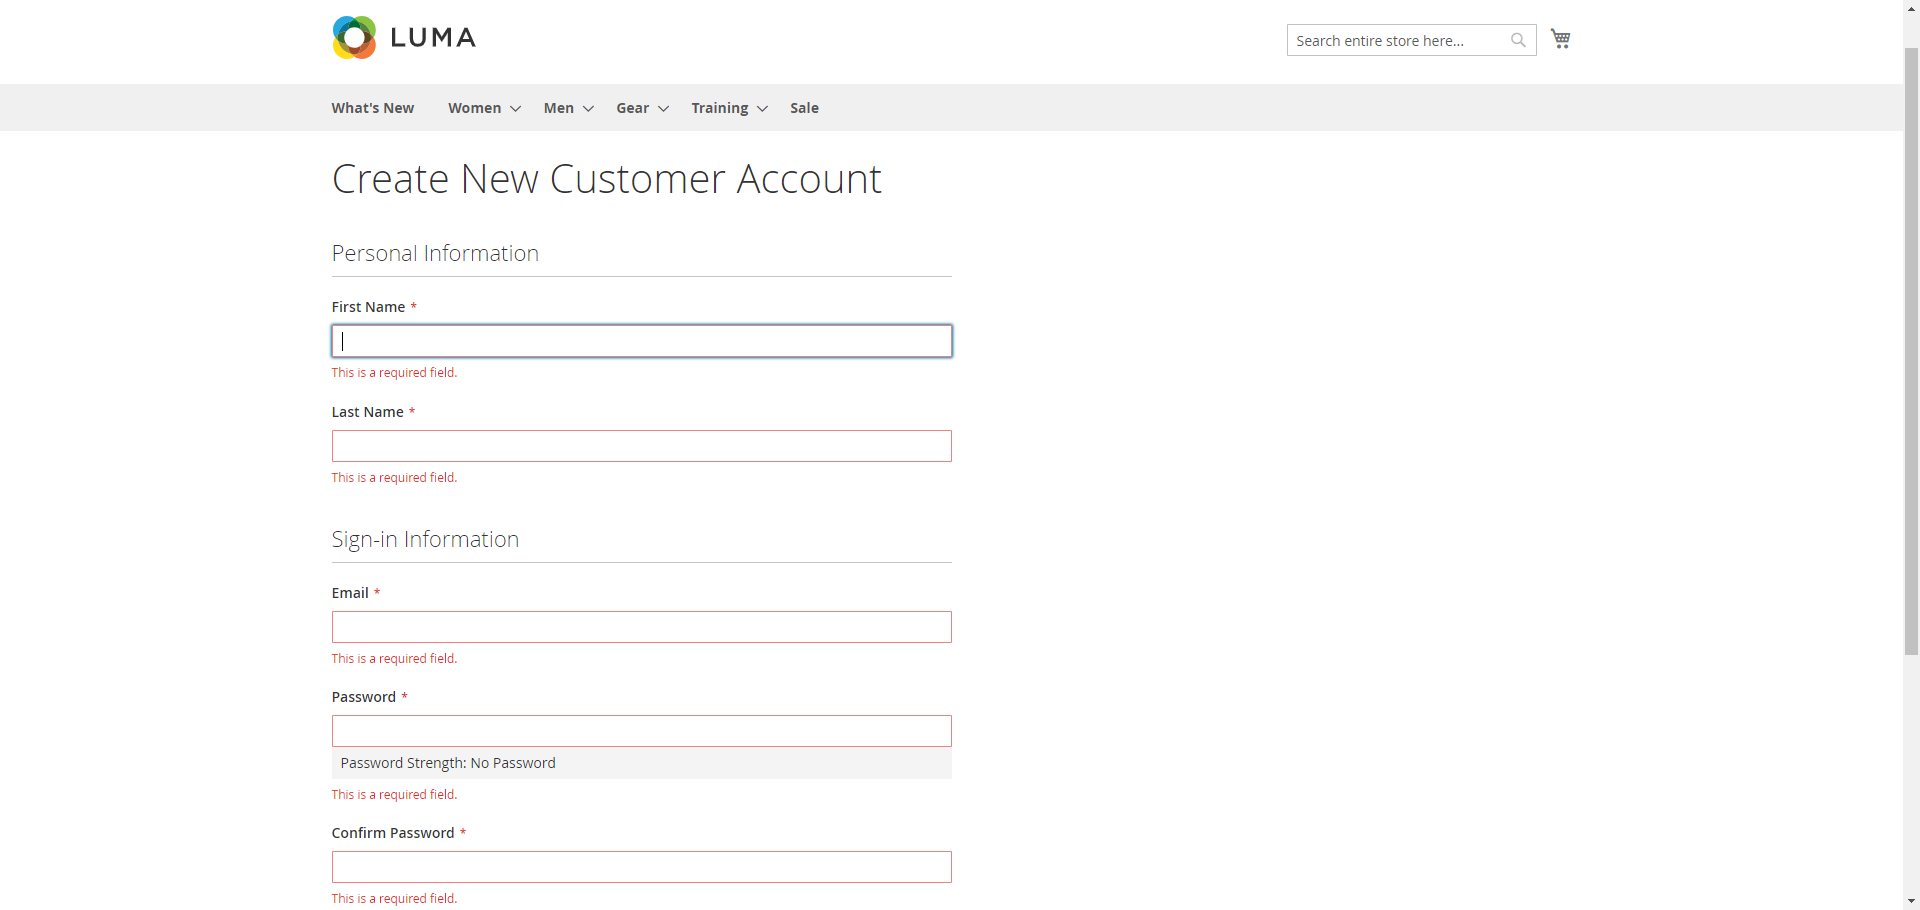 LUMA
Search entire store here...
What's New Women Men Gear Training Sale
Create New Customer Account
Personal Information
First Name *
This is a required field.
Last Name *
This is a required field.
Sign-in Information
Email *
This is a required field.
Password *
Password Strength: No Password
This is a required field.
Confirm Password *
This is a required field.